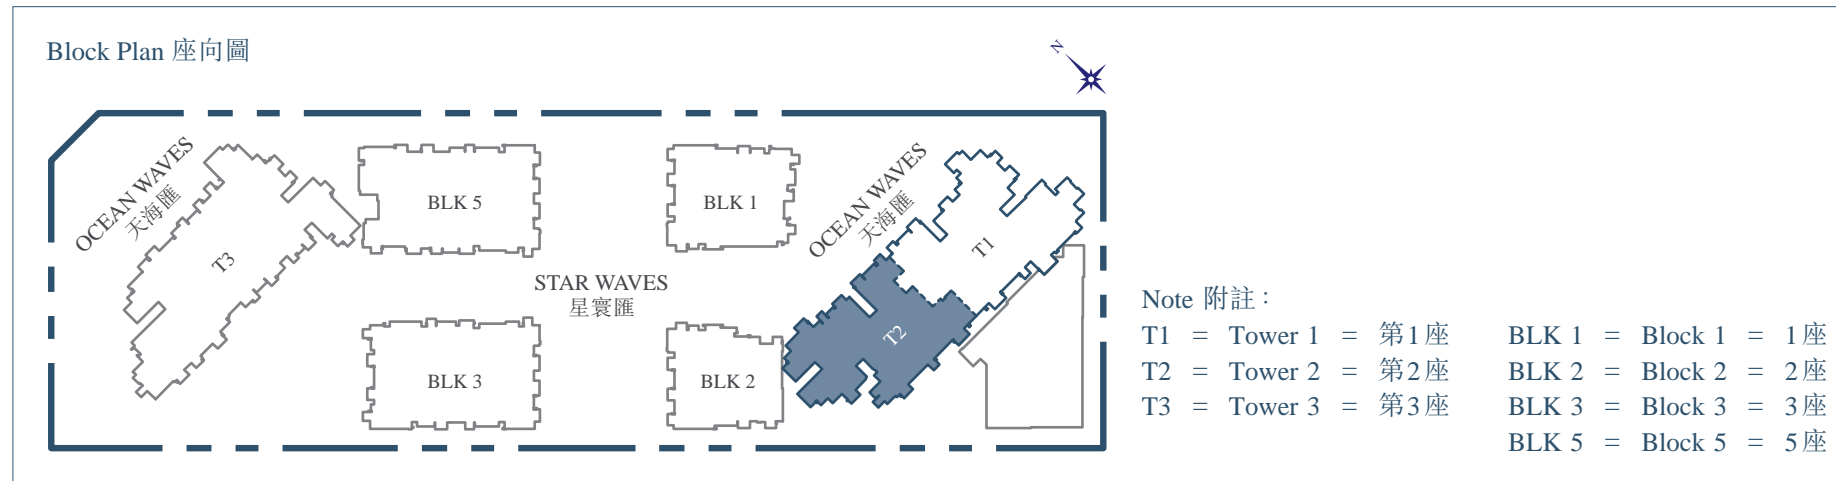 Block Plan 座向圖
N
OCEAN WAVES
天海匯
T3
BLK 5
BLK 1
OCEAN WAVES
天海匯
T1
STAR WAVES
星寰匯
T2
BLK 3
BLK 2
Note 附註：
T1 = Tower 1 = 第1座
T2 = Tower 2 = 第2座
T3 = Tower 3 = 第3座
BLK 1 = Block 1 = 1座
BLK 2 = Block 2 = 2座
BLK 3 = Block 3 = 3座
BLK 5 = Block 5 = 5座